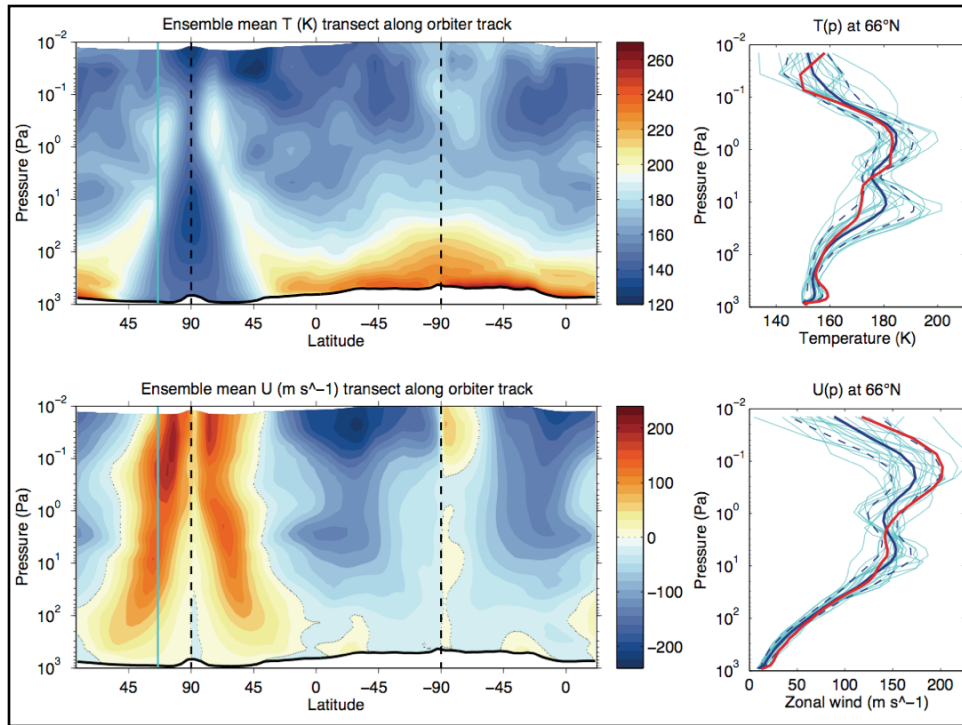 Ensemble mean T (K) transect along orbiter track
T(p) at 66°N
10^-2
10^-1
10^0
10^1
10^2
10^3
Pressure (Pa)
45 90 45 0 −45 −90 −45 0
Latitude
260
240
220
200
180
160
140
120
10^-2
10^-1
10^0
10^1
10^2
10^3
Pressure (Pa)
140 160 180 200
Temperature (K)
Ensemble mean U (m s^−1) transect along orbiter track
U(p) at 66°N
10^-2
10^-1
10^0
10^1
10^2
10^3
Pressure (Pa)
45 90 45 0 −45 −90 −45 0
Latitude
200
100
0
−100
−200
10^-2
10^-1
10^0
10^1
10^2
10^3
Pressure (Pa)
0 50 100 150 200
Zonal wind (m s^−1)